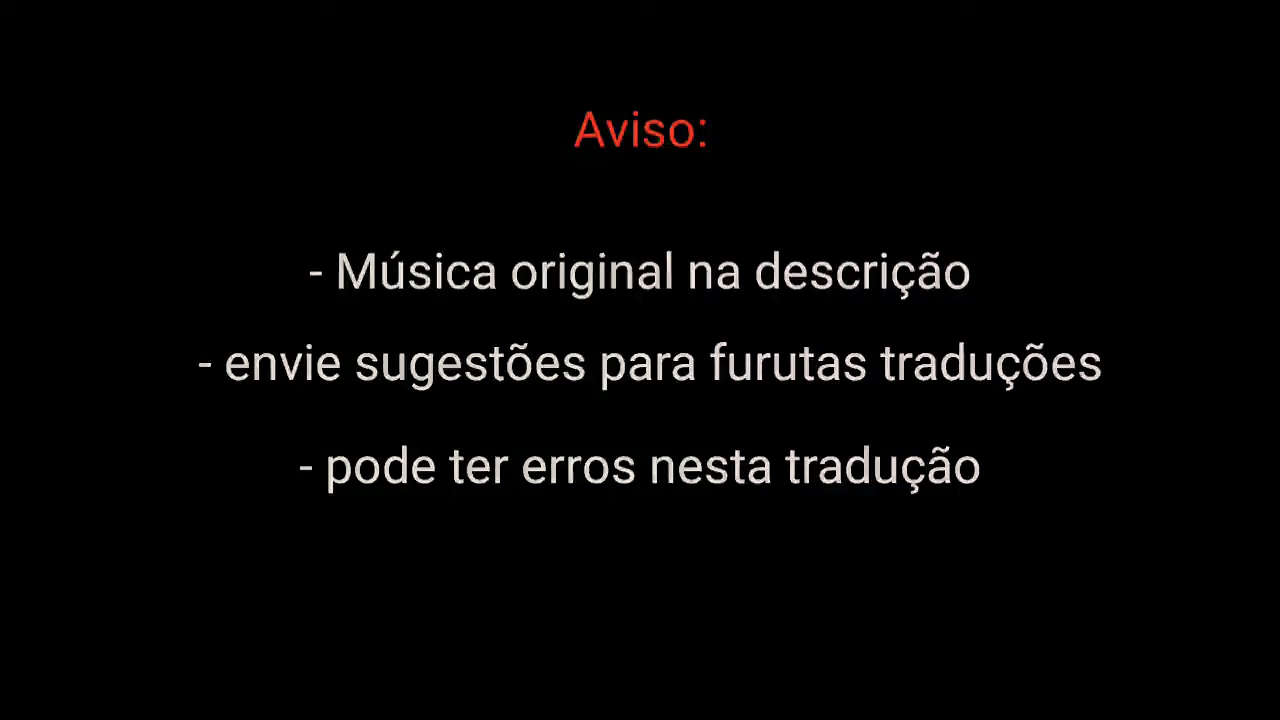 Aviso:
- Música original na descrição
- envie sugestões para furutas traduções
- pode ter erros nesta tradução